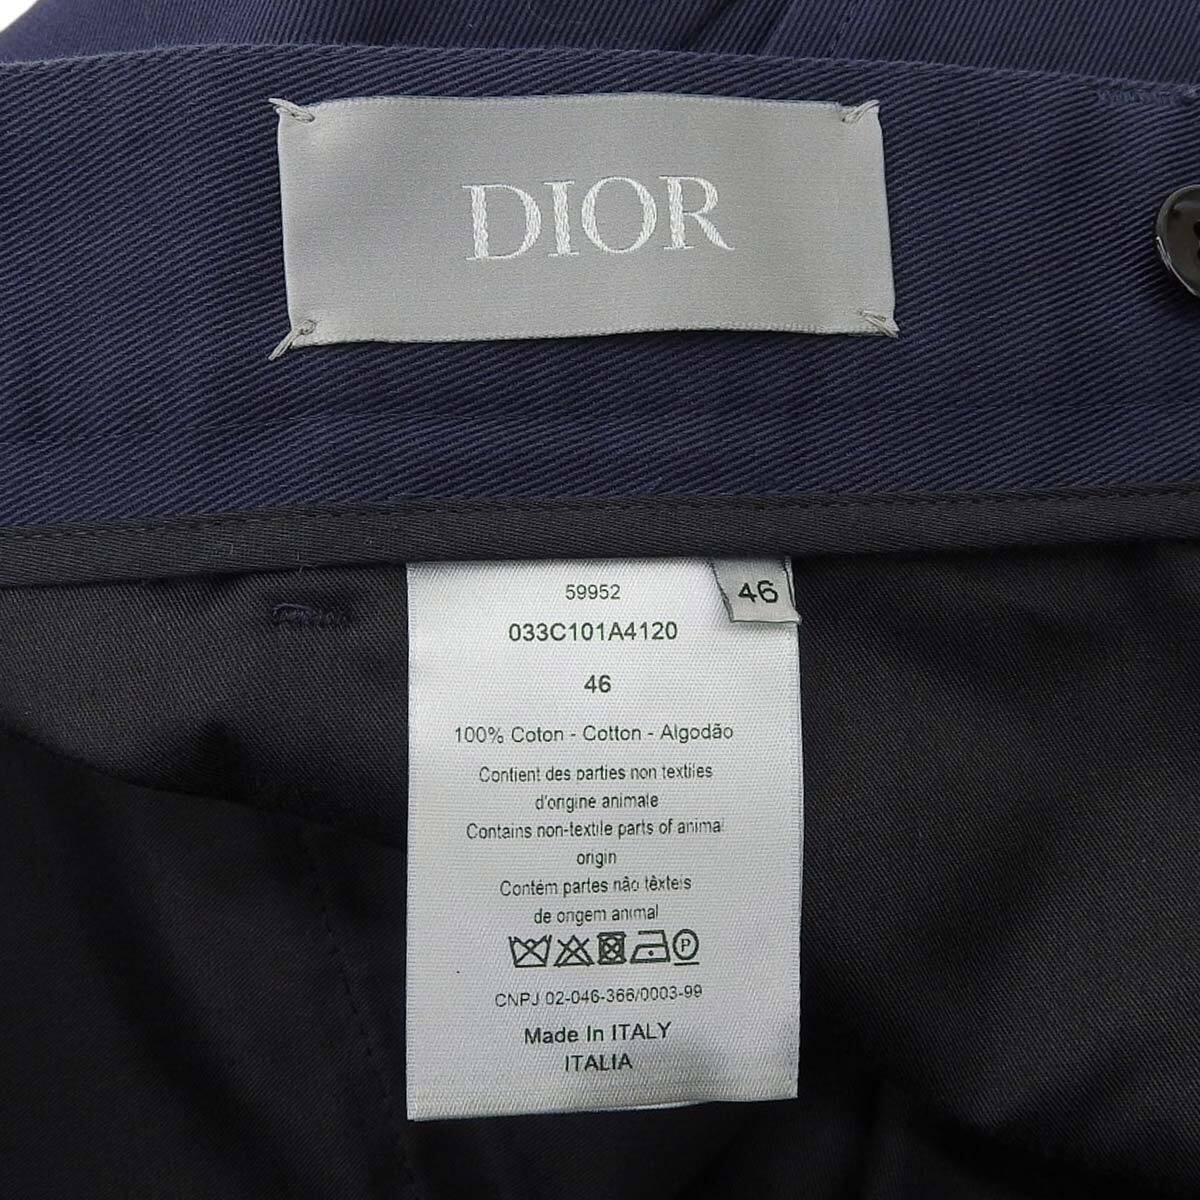 DIOR
59952
46
033C101A4120
46
100% Coton - Cotton - Algodão
Contient des parties non textiles
d'origine animale
Contains non-textile parts of animal
origin
Contém partes não têxteis
de origem animal
P
CNPJ 02-046-366/0003-99
Made In ITALY
ITALIA